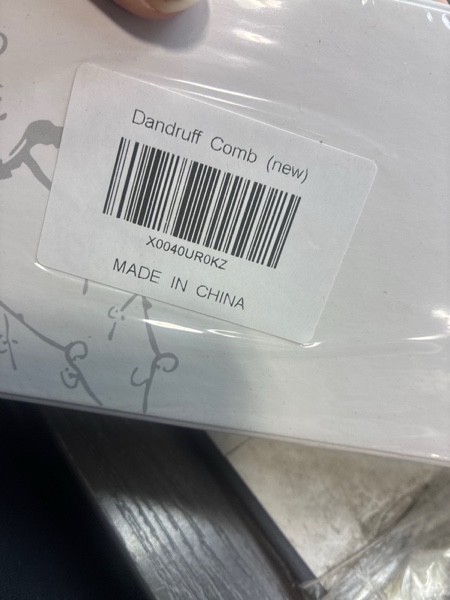 Dandruff Comb (new)
X0040UR0KZ
MADE IN CHINA